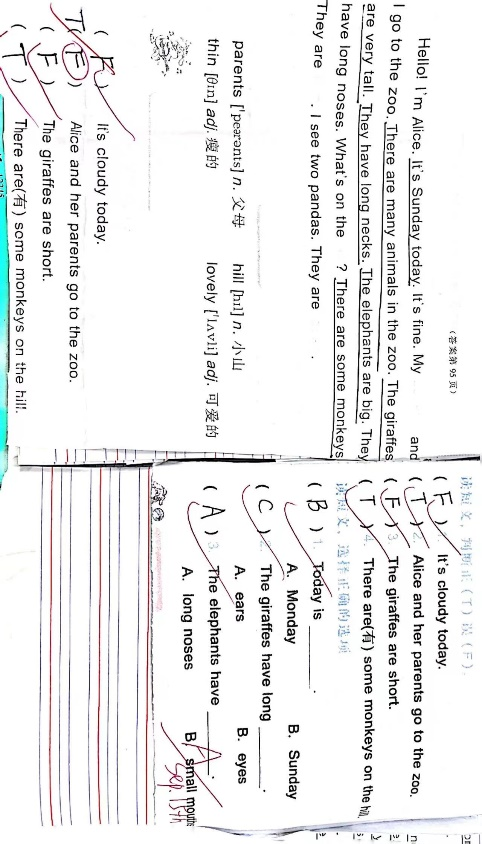 (答案第 95 页)
Hello! I'm Alice. It's Sunday today. It's fine. My and
I go to the zoo. There are many animals in the zoo. The giraffes
are very tall. They have long necks. The elephants are big. They
have long noses. What's on the ? There are some monkeys
They are . I see two pandas. They are .
parents ['peərənts] n. 父母 hill [hɪl] n. 小山
thin [θɪn] adj. 瘦的 lovely ['lʌvli] adj. 可爱的
( F ) It's cloudy today.
T ( F ) Alice and her parents go to the zoo.
( F ) The giraffes are short.
( T ) There are(有) some monkeys on the hill.
读短文，判断正（T）误（F）.
( F ) 1. It's cloudy today.
( T ) 2. Alice and her parents go to the zoo.
( F ) 3. The giraffes are short.
( T ) 4. There are(有) some monkeys on the hill.
读短文，选择正确的选项
( B ) 1. Today is ______.
A. Monday B. Sunday
( C ) 2. The giraffes have long ______.
A. ears B. eyes
( A ) 3. The elephants have ______.
A. long noses B. small mouth
A
Sep. 13th